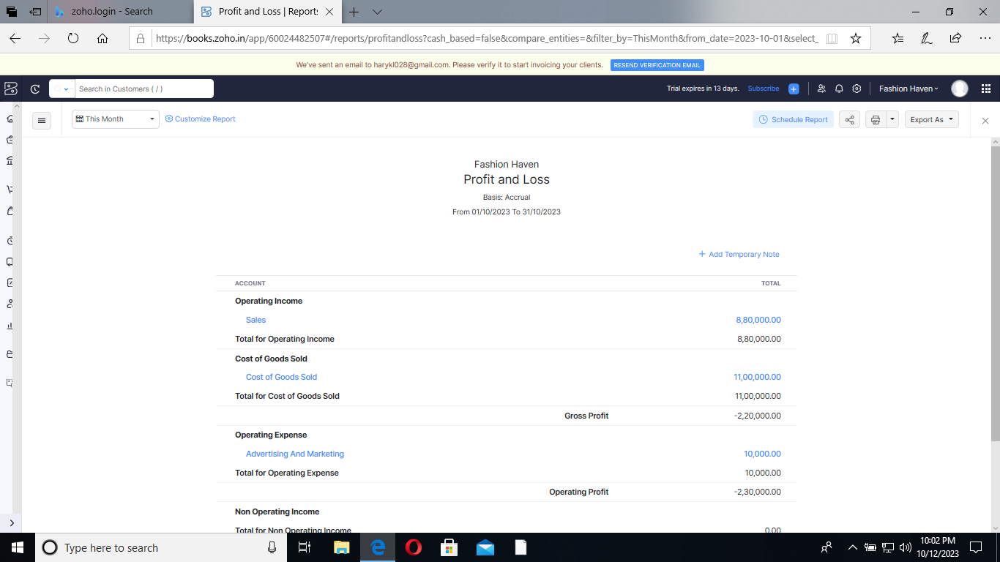 zoho.login - Search
Profit and Loss | Reports
https://books.zoho.in/app/60024482507#/reports/profitandloss?cash_based=false&compare_entities=&filter_by=ThisMonth&from_date=2023-10-01&select_
We've sent an email to harykl028@gmail.com. Please verify it to start invoicing your clients. RESEND VERIFICATION EMAIL
Search in Customers ( / )
Trial expires in 13 days. Subscribe
Fashion Haven
This Month
Customize Report
Schedule Report
Export As
Fashion Haven
Profit and Loss
Basis: Accrual
From 01/10/2023 To 31/10/2023
+ Add Temporary Note
ACCOUNT TOTAL
Operating Income
Sales 8,80,000.00
Total for Operating Income 8,80,000.00
Cost of Goods Sold
Cost of Goods Sold 11,00,000.00
Total for Cost of Goods Sold 11,00,000.00
Gross Profit -2,20,000.00
Operating Expense
Advertising And Marketing 10,000.00
Total for Operating Expense 10,000.00
Operating Profit -2,30,000.00
Non Operating Income
Total for Non Operating Income 0.00
Type here to search
10:02 PM
10/12/2023